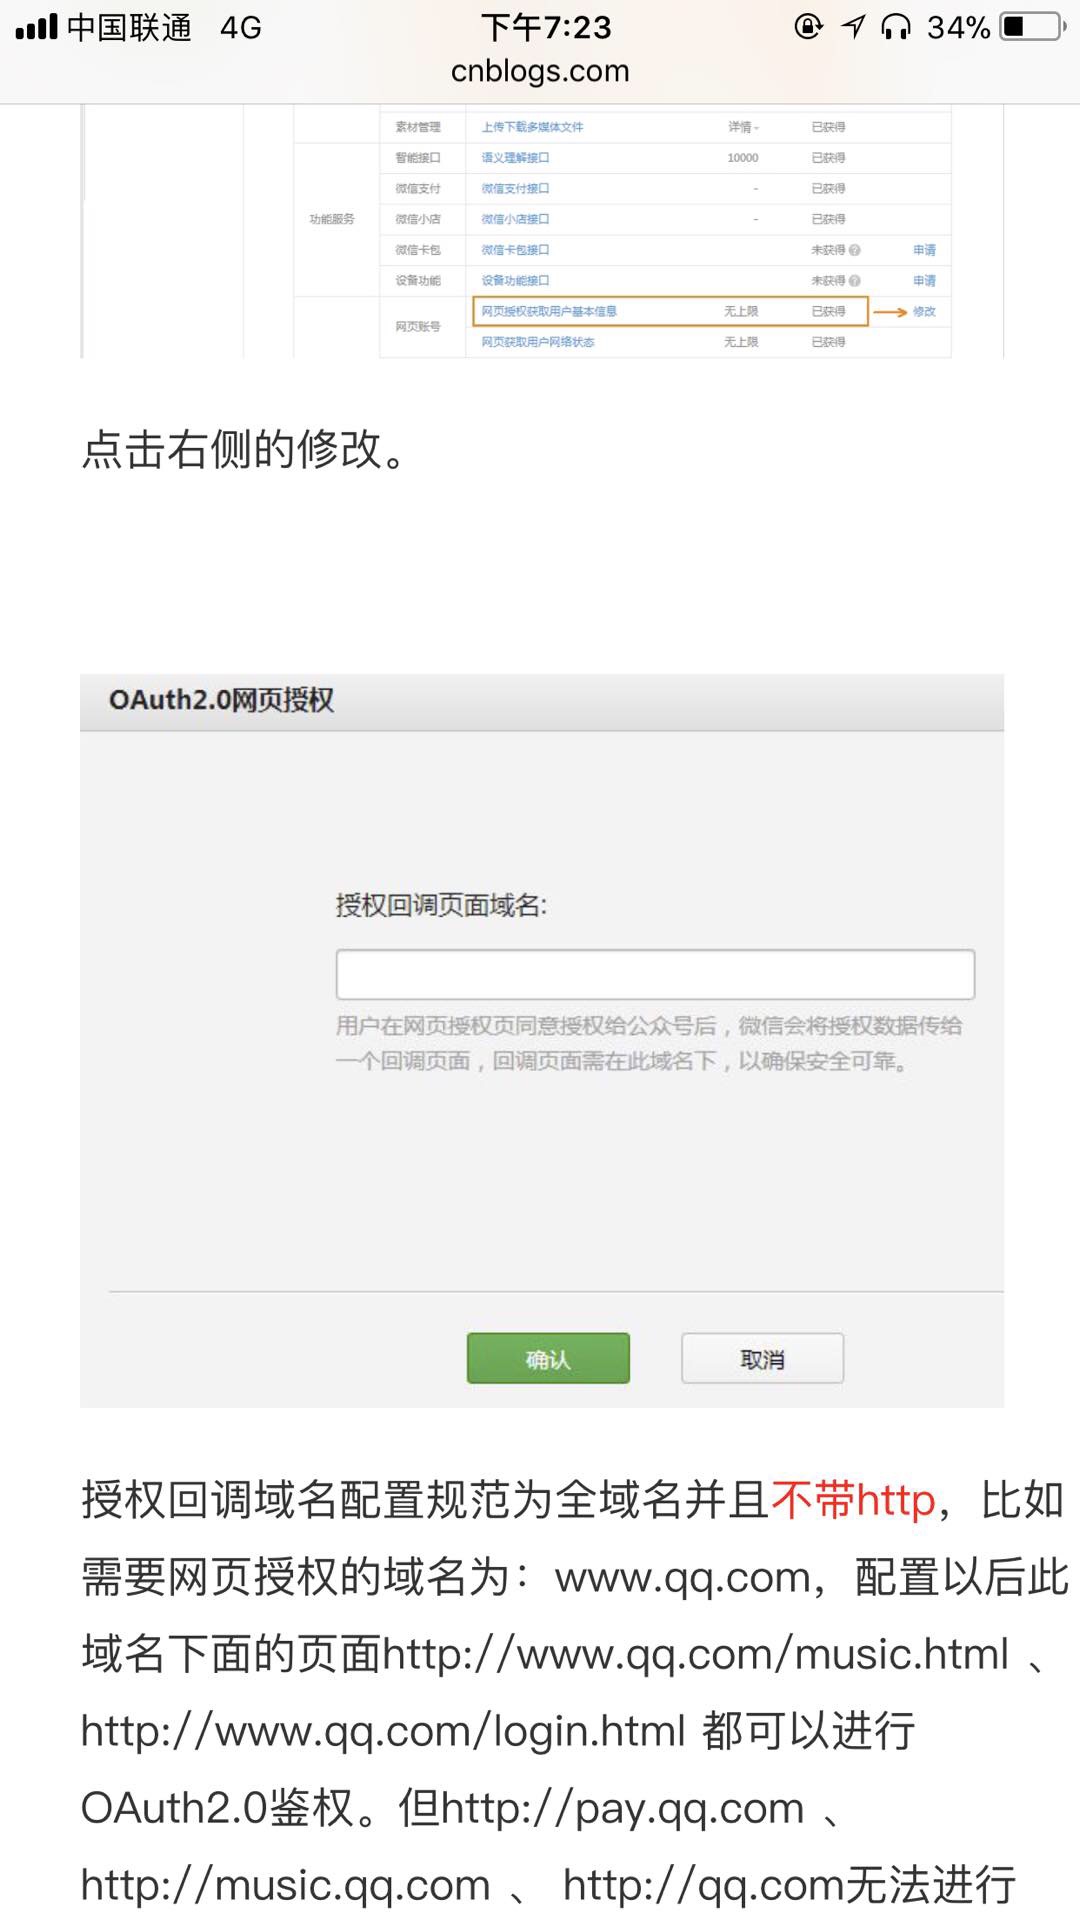 中国联通 4G 下午7:23 34%
cnblogs.com
素材管理 上传下载多媒体文件 详情 已获得
智能接口 语义理解接口 10000 已获得
微信支付 微信支付接口 - 已获得
功能服务 微信小店 微信小店接口 - 已获得
微信卡包 微信卡包接口 未获得 ? 申请
设备功能 设备功能接口 未获得 ? 申请
网页授权获取用户基本信息 无上限 已获得 修改
网页账号
网页获取用户网络状态 无上限 已获得
点击右侧的修改。
OAuth2.0网页授权
授权回调页面域名:
用户在网页授权页同意授权给公众号后，微信会将授权数据传给
一个回调页面，回调页面需在此域名下，以确保安全可靠。
确认 取消
授权回调域名配置规范为全域名并且不带http，比如
需要网页授权的域名为：www.qq.com，配置以后此
域名下面的页面http://www.qq.com/music.html 、
http://www.qq.com/login.html 都可以进行
OAuth2.0鉴权。但http://pay.qq.com 、
http://music.qq.com 、 http://qq.com无法进行